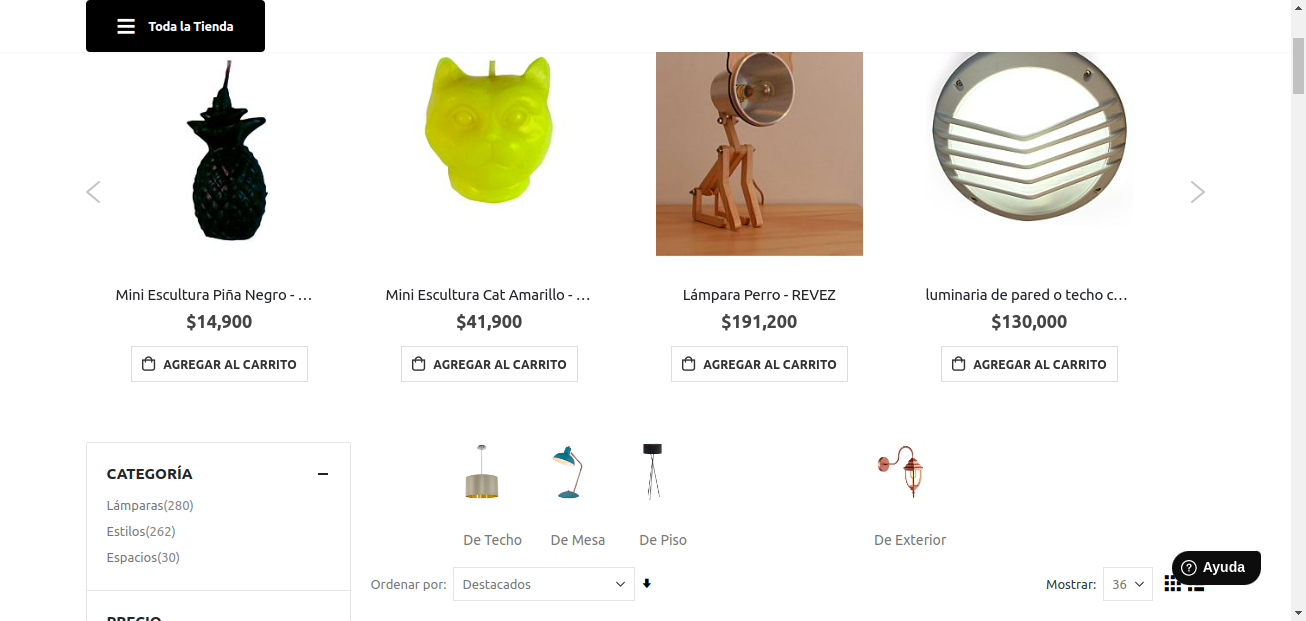 Toda la Tienda
Mini Escultura Piña Negro - ...
Mini Escultura Cat Amarillo - ...
Lámpara Perro - REVEZ
luminaria de pared o techo c...
$14,900
$41,900
$191,200
$130,000
AGREGAR AL CARRITO
AGREGAR AL CARRITO
AGREGAR AL CARRITO
AGREGAR AL CARRITO
CATEGORÍA
Lámparas(280)
Estilos(262)
Espacios(30)
PRECIO
De Techo
De Mesa
De Piso
De Exterior
Ordenar por:
Destacados
Mostrar:
36
Ayuda